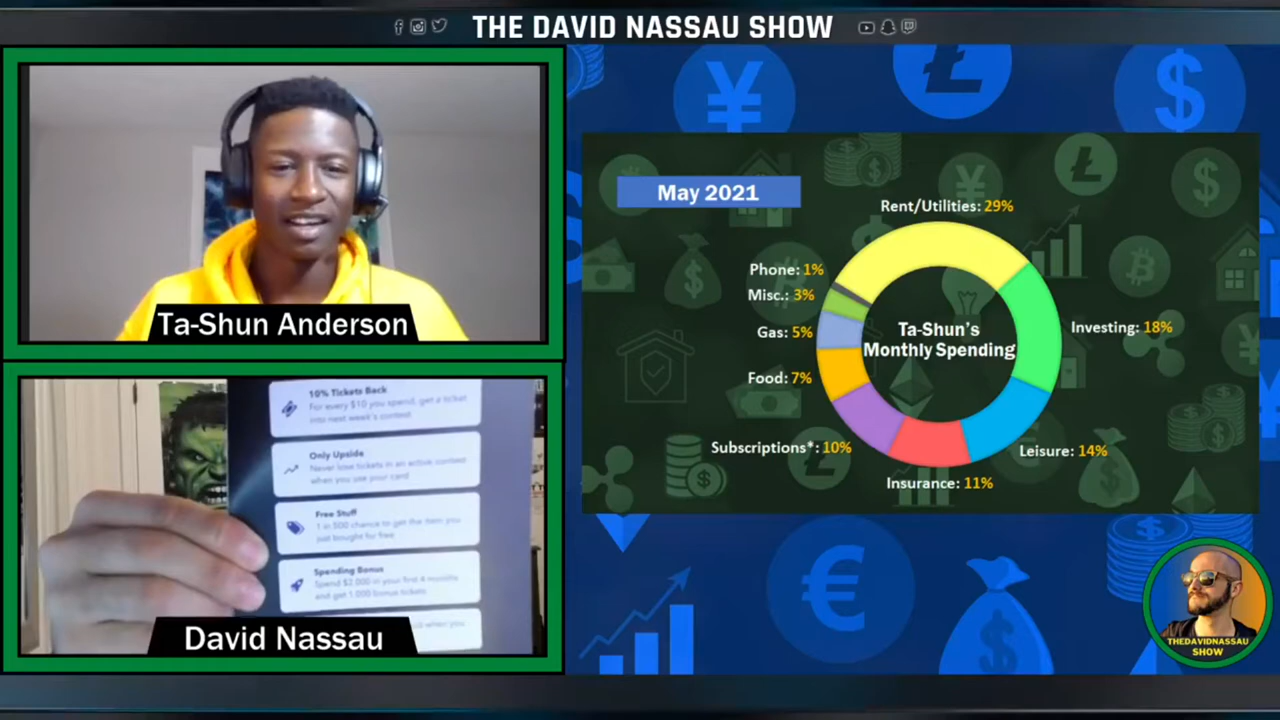 THE DAVID NASSAU SHOW
Ta-Shun Anderson
10% Tickets Back
For every $10 you spend, get a ticket
into next week's contest
Only Upside
Never lose tickets in an active contest
when you use your card
Free Stuff
1 in 500 chance to get the item you
just bought for free
Spending Bonus
Spend $2,000 in your first 4 months
and get 1,000 bonus tickets
when you
David Nassau
May 2021
Rent/Utilities: 29%
Phone: 1%
Misc.: 3%
Gas: 5%
Food: 7%
Subscriptions*: 10%
Insurance: 11%
Leisure: 14%
Investing: 18%
Ta-Shun's
Monthly Spending
THEDAVIDNASSAU
SHOW